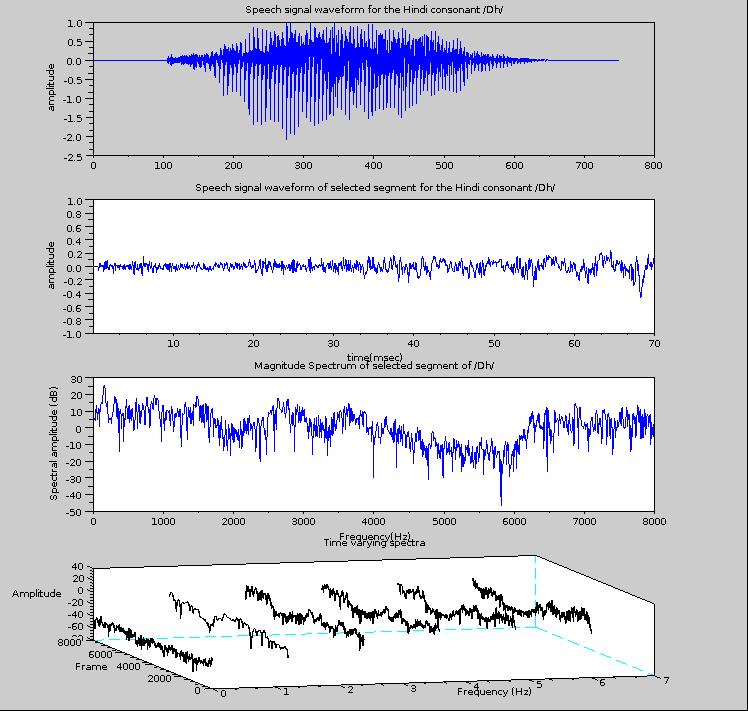 Speech signal waveform for the Hindi consonant /Dh/
1.0
0.5
0.0
-0.5
-1.0
-1.5
-2.0
-2.5
amplitude
0 100 200 300 400 500 600 700 800
Speech signal waveform of selected segment for the Hindi consonant /Dh/
1.0
0.8
0.6
0.4
0.2
0.0
-0.2
-0.4
-0.6
-0.8
-1.0
amplitude
10 20 30 40 50 60 70
time(msec)
Magnitude Spectrum of selected segment of /Dh/
30
20
10
0
-10
-20
-30
-40
-50
Spectral amplitude (dB)
0 1000 2000 3000 4000 5000 6000 7000 8000
Frequency(Hz)
Time varying spectra
40
20
0
-20
-40
-60
Amplitude
8000
6000
4000
2000
0
Frame
0 1 2 3 4 5 6 7
Frequency (Hz)